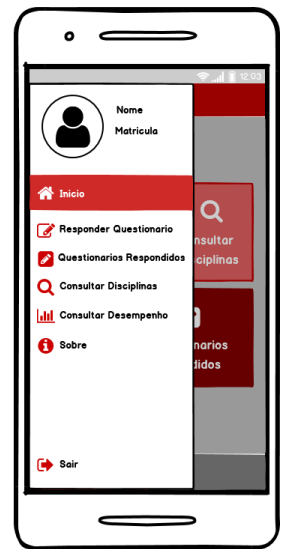 12:03
Nome
Matricula
Inicio
Responder Questionario
Questionarios Respondidos
Consultar Disciplinas
Consultar Desempenho
Sobre
Sair
nsultar
ciplinas
narios
didos